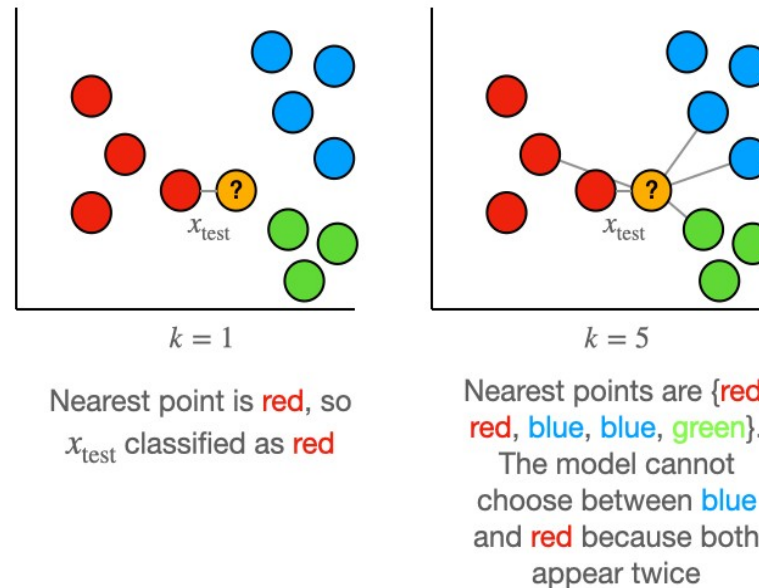 ?
x_test
k = 1
Nearest point is red, so
x_test classified as red
?
x_test
k = 5
Nearest points are {red
red, blue, blue, green}.
The model cannot
choose between blue
and red because both
appear twice